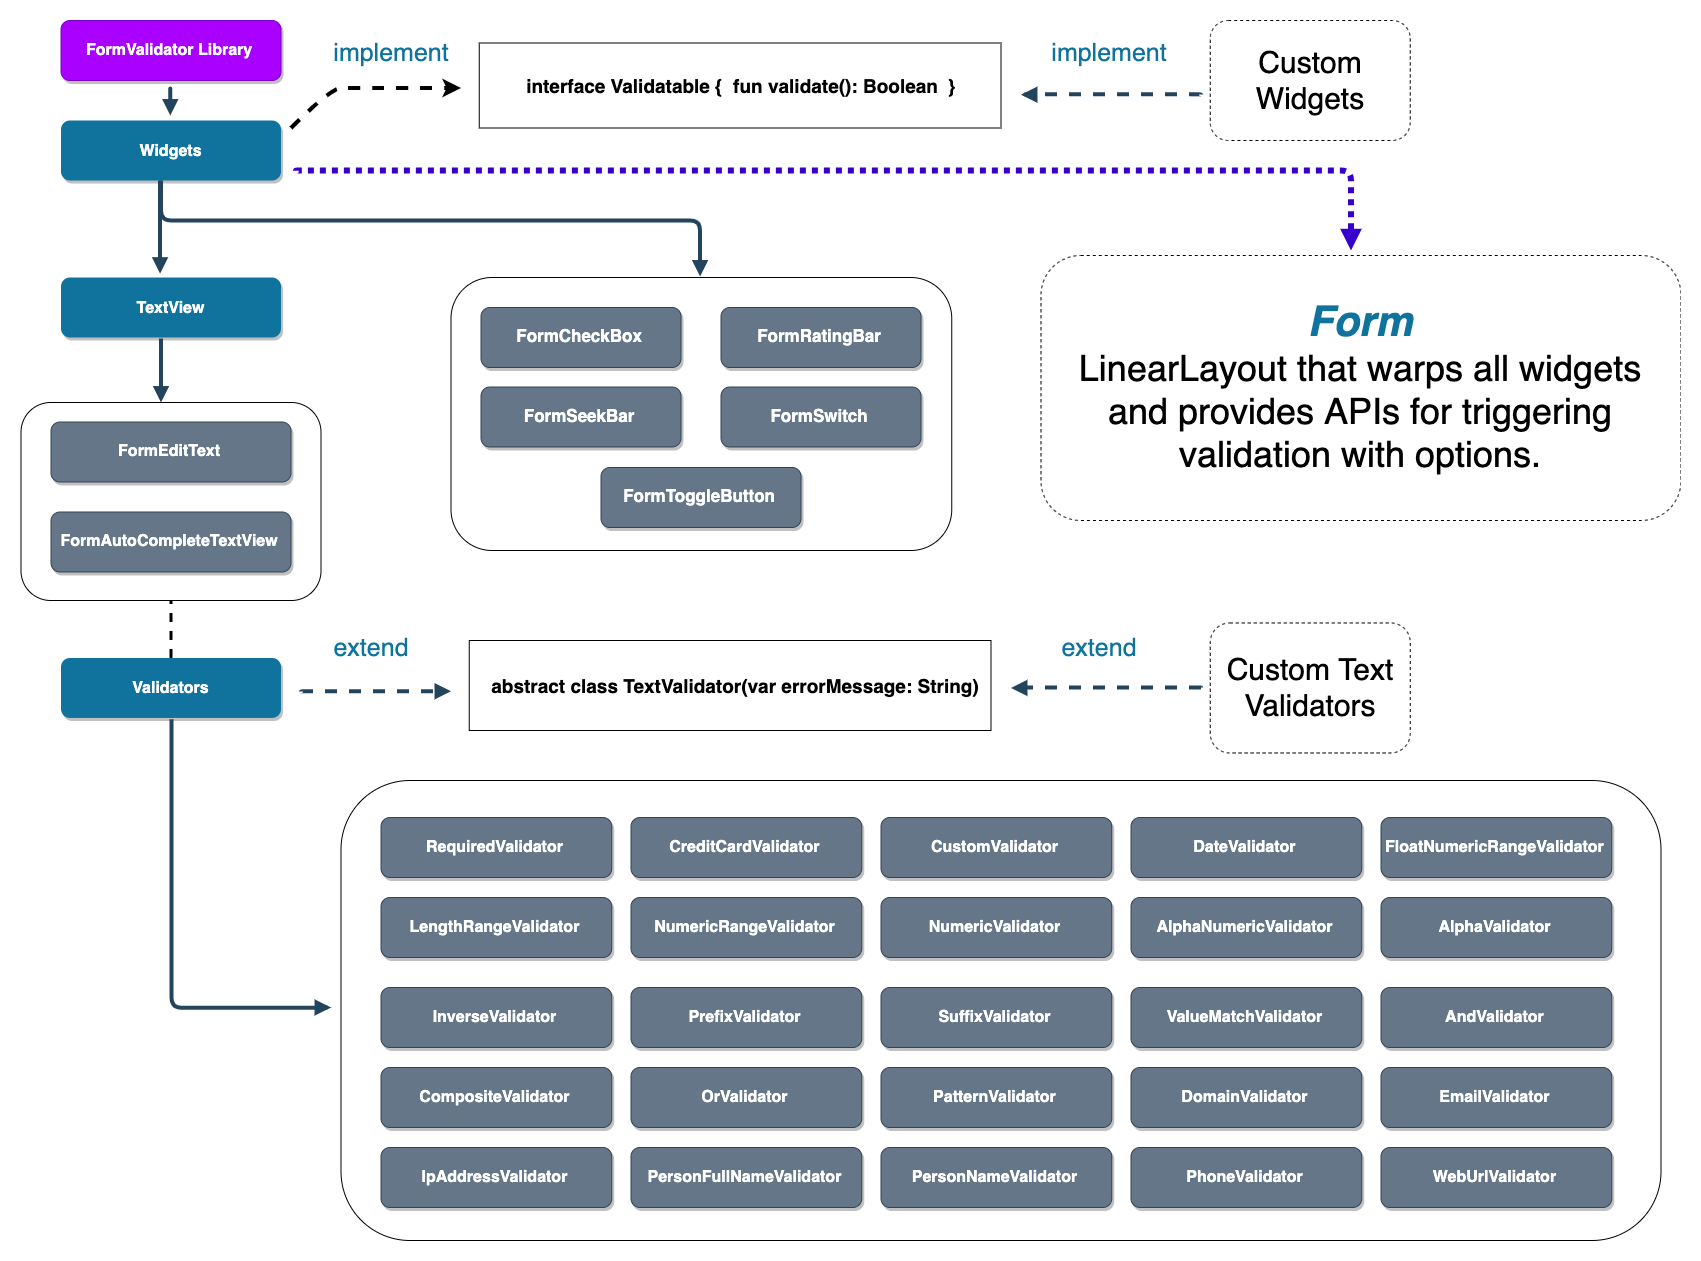 FormValidator Library
implement
interface Validatable {  fun validate(): Boolean  }
implement
Custom
Widgets
Widgets
TextView
FormCheckBox
FormRatingBar
FormSeekBar
FormSwitch
FormToggleButton
Form
LinearLayout that warps all widgets
and provides APIs for triggering
validation with options.
FormEditText
FormAutoCompleteTextView
Validators
extend
abstract class TextValidator(var errorMessage: String)
extend
Custom Text
Validators
RequiredValidator
CreditCardValidator
CustomValidator
DateValidator
FloatNumericRangeValidator
LengthRangeValidator
NumericRangeValidator
NumericValidator
AlphaNumericValidator
AlphaValidator
InverseValidator
PrefixValidator
SuffixValidator
ValueMatchValidator
AndValidator
CompositeValidator
OrValidator
PatternValidator
DomainValidator
EmailValidator
IpAddressValidator
PersonFullNameValidator
PersonNameValidator
PhoneValidator
WebUrlValidator